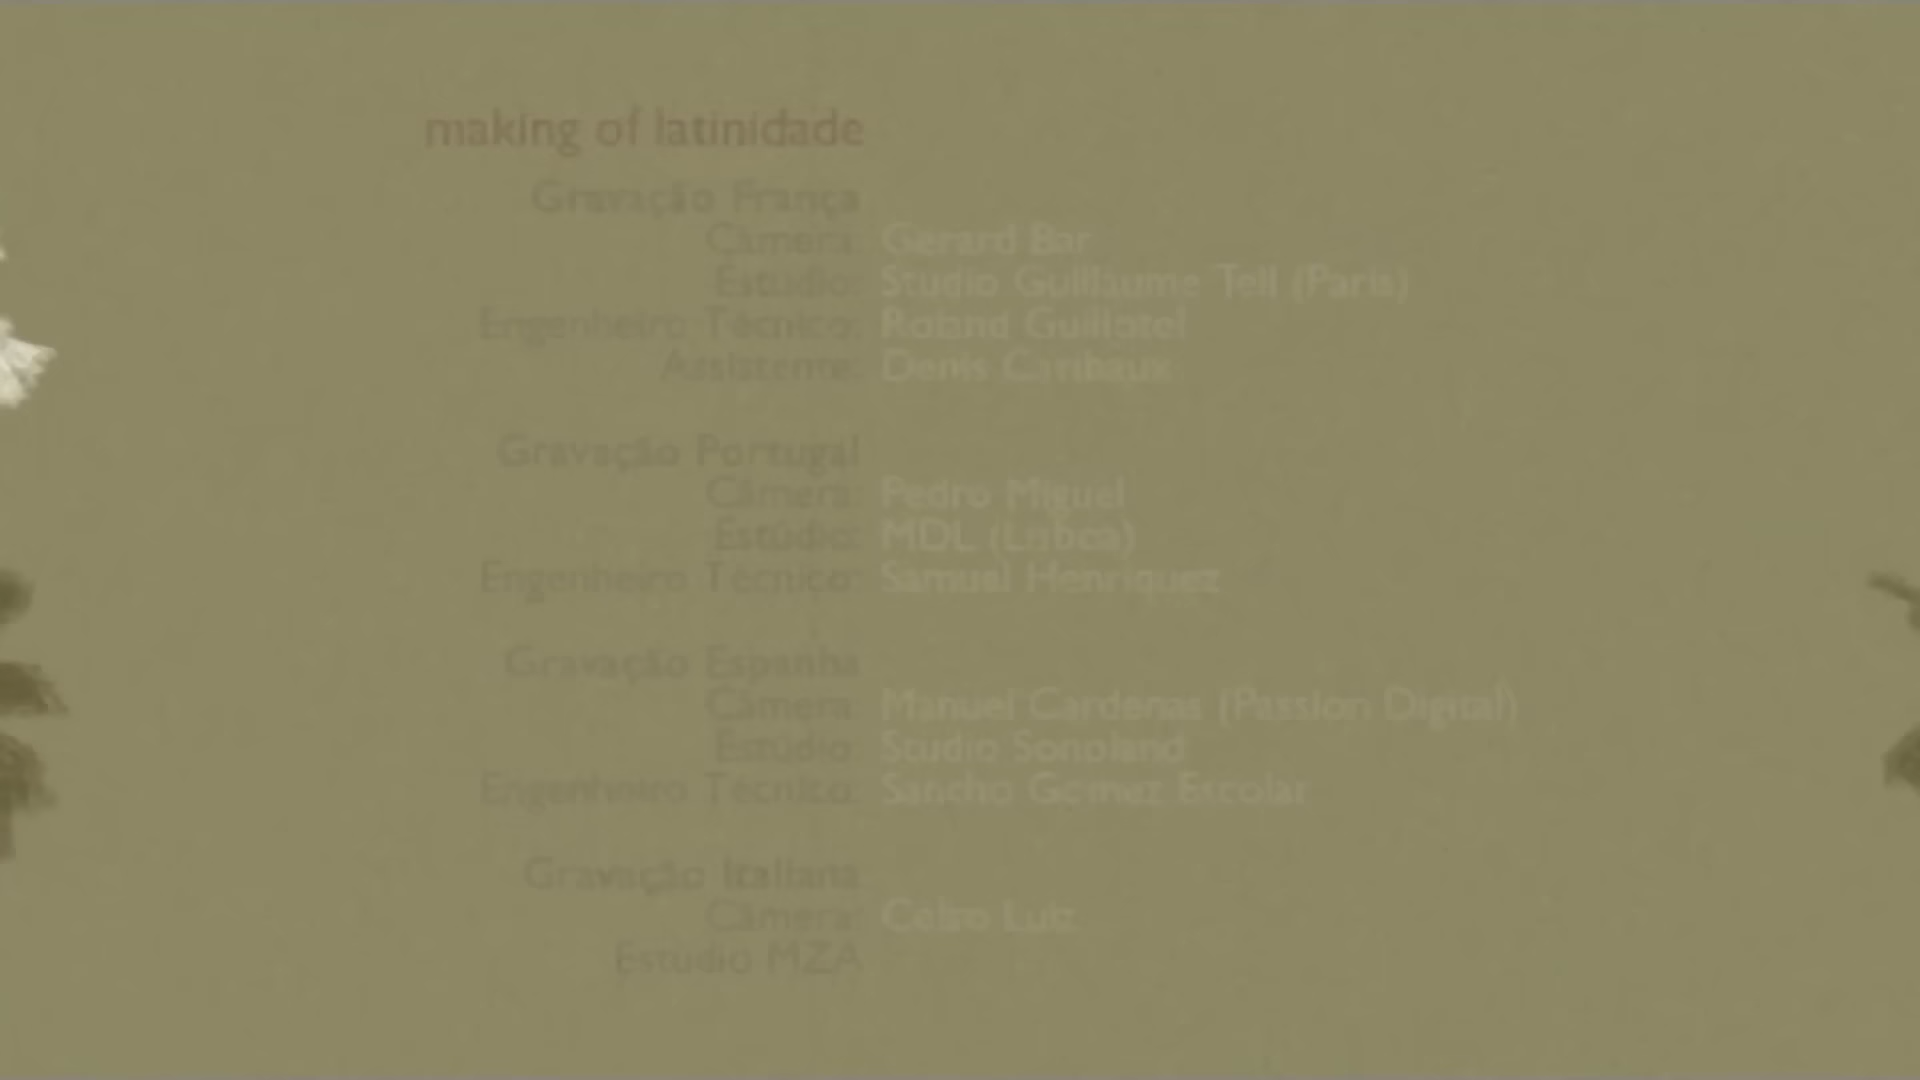 making of latinidade
Gravação França
Câmera: Gerard Bar
Estúdio: Studio Guillaume Tell (Paris)
Engenheiro Técnico: Roland Guillotel
Assistente: Denis Caribaux
Gravação Portugal
Câmera: Pedro Miguel
Estúdio: MDL (Lisboa)
Engenheiro Técnico: Samuel Henriquez
Gravação Espanha
Câmera: Manuel Cardenas (Passion Digital)
Estúdio: Studio Sonoland
Engenheiro Técnico: Sancho Gomez Escolar
Gravação Italiana
Câmera: Celso Luiz
Estúdio MZA